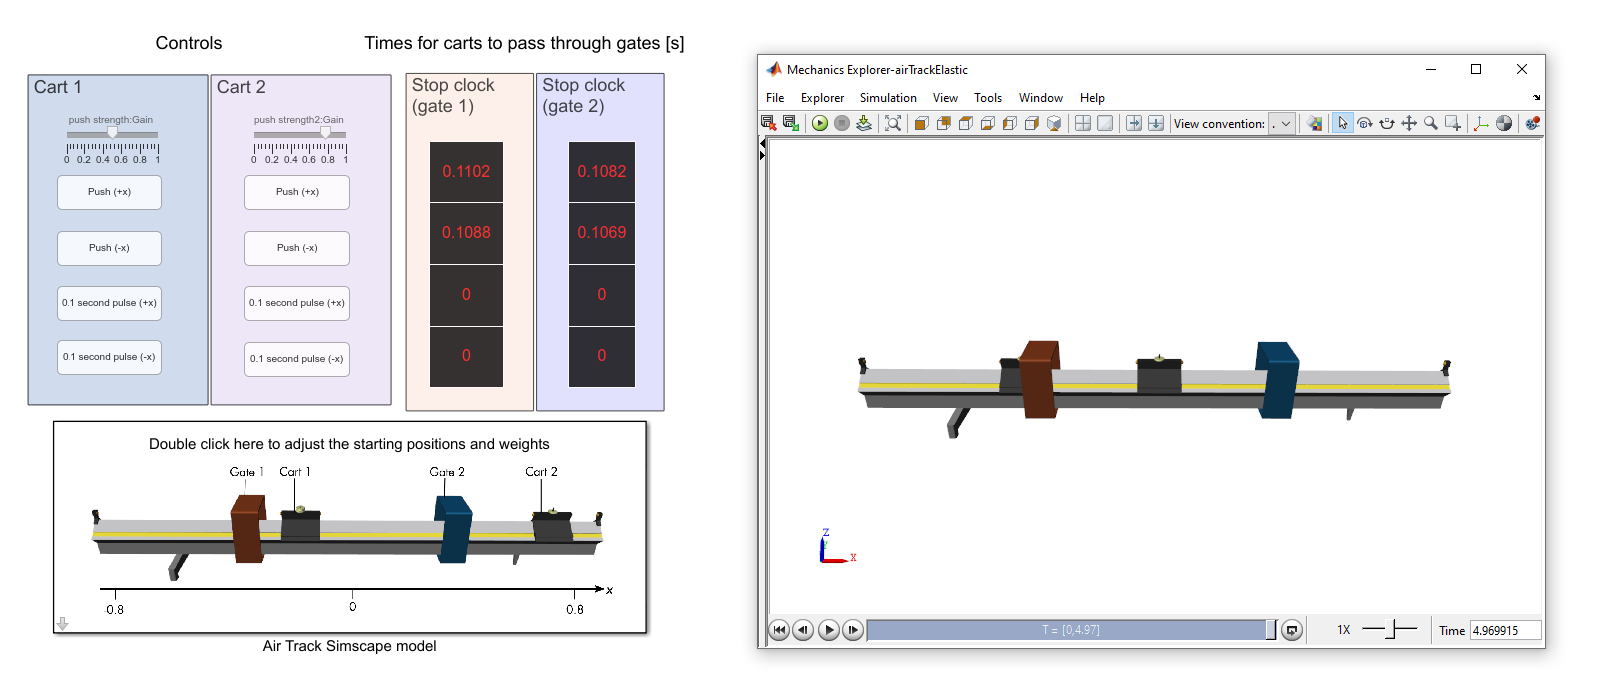 Controls
Times for carts to pass through gates [s]
Cart 1
push strength:Gain
0 0.2 0.4 0.6 0.8 1
Push (+x)
Push (-x)
0.1 second pulse (+x)
0.1 second pulse (-x)
Cart 2
push strength2:Gain
0 0.2 0.4 0.6 0.8 1
Push (+x)
Push (-x)
0.1 second pulse (+x)
0.1 second pulse (-x)
Stop clock
(gate 1)
0.1102
0.1088
0
0
Stop clock
(gate 2)
0.1082
0.1069
0
0
Double click here to adjust the starting positions and weights
Gate 1 Cart 1 Gate 2 Cart 2
x
-0.8 0 0.8
Air Track Simscape model
Mechanics Explorer-airTrackElastic
File Explorer Simulation View Tools Window Help
View convention: .
Z
X
T = [0,4.97]
1X
Time 4.969915